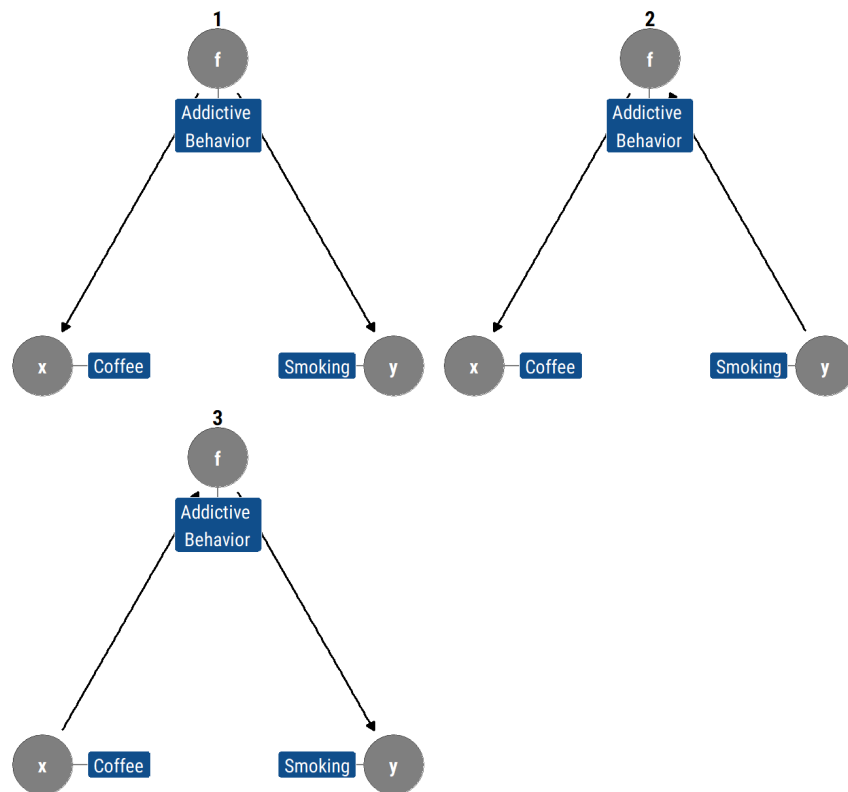 1
f
Addictive
Behavior
x
Coffee
Smoking
y
2
f
Addictive
Behavior
x
Coffee
Smoking
y
3
f
Addictive
Behavior
x
Coffee
Smoking
y